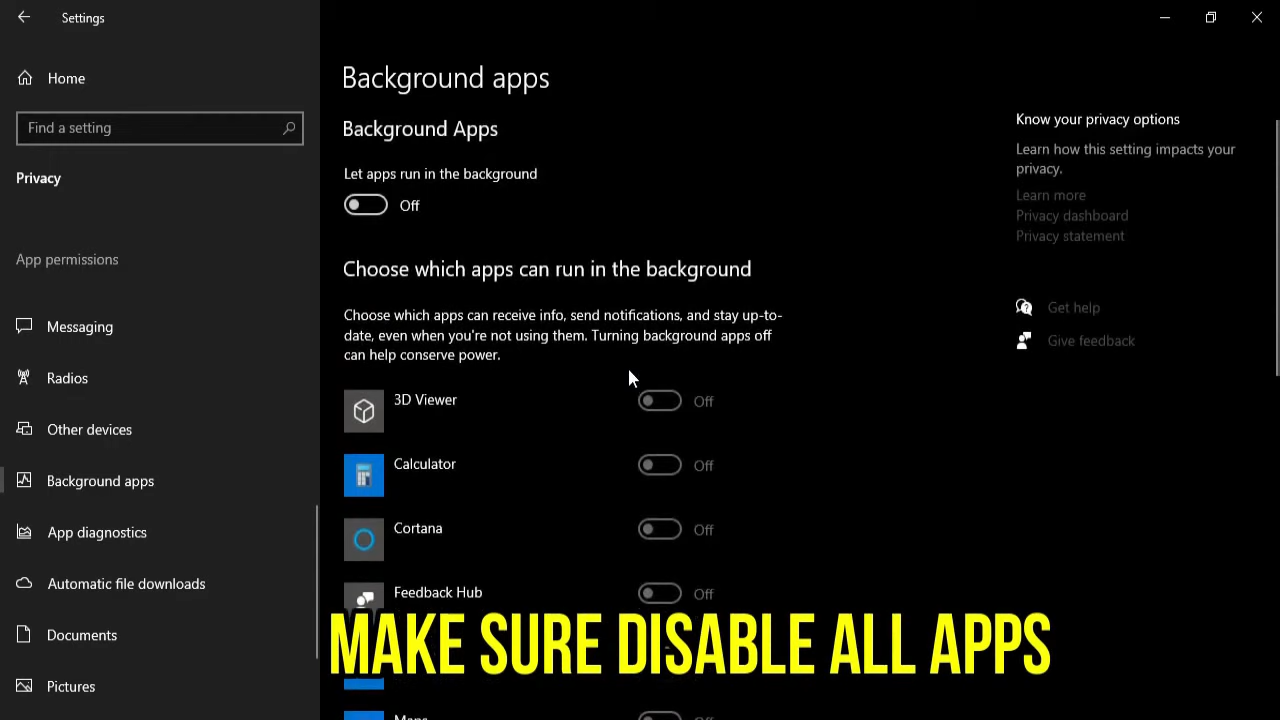 Settings
Home
Find a setting
Privacy
App permissions
Messaging
Radios
Other devices
Background apps
App diagnostics
Automatic file downloads
Documents
Pictures
Background apps
Background Apps
Let apps run in the background
Off
Choose which apps can run in the background
Choose which apps can receive info, send notifications, and stay up-to-
date, even when you're not using them. Turning background apps off
can help conserve power.
3D Viewer Off
Calculator Off
Cortana Off
Feedback Hub Off
MAKE SURE DISABLE ALL APPS
Maps Off
Know your privacy options
Learn how this setting impacts your
privacy.
Learn more
Privacy dashboard
Privacy statement
Get help
Give feedback